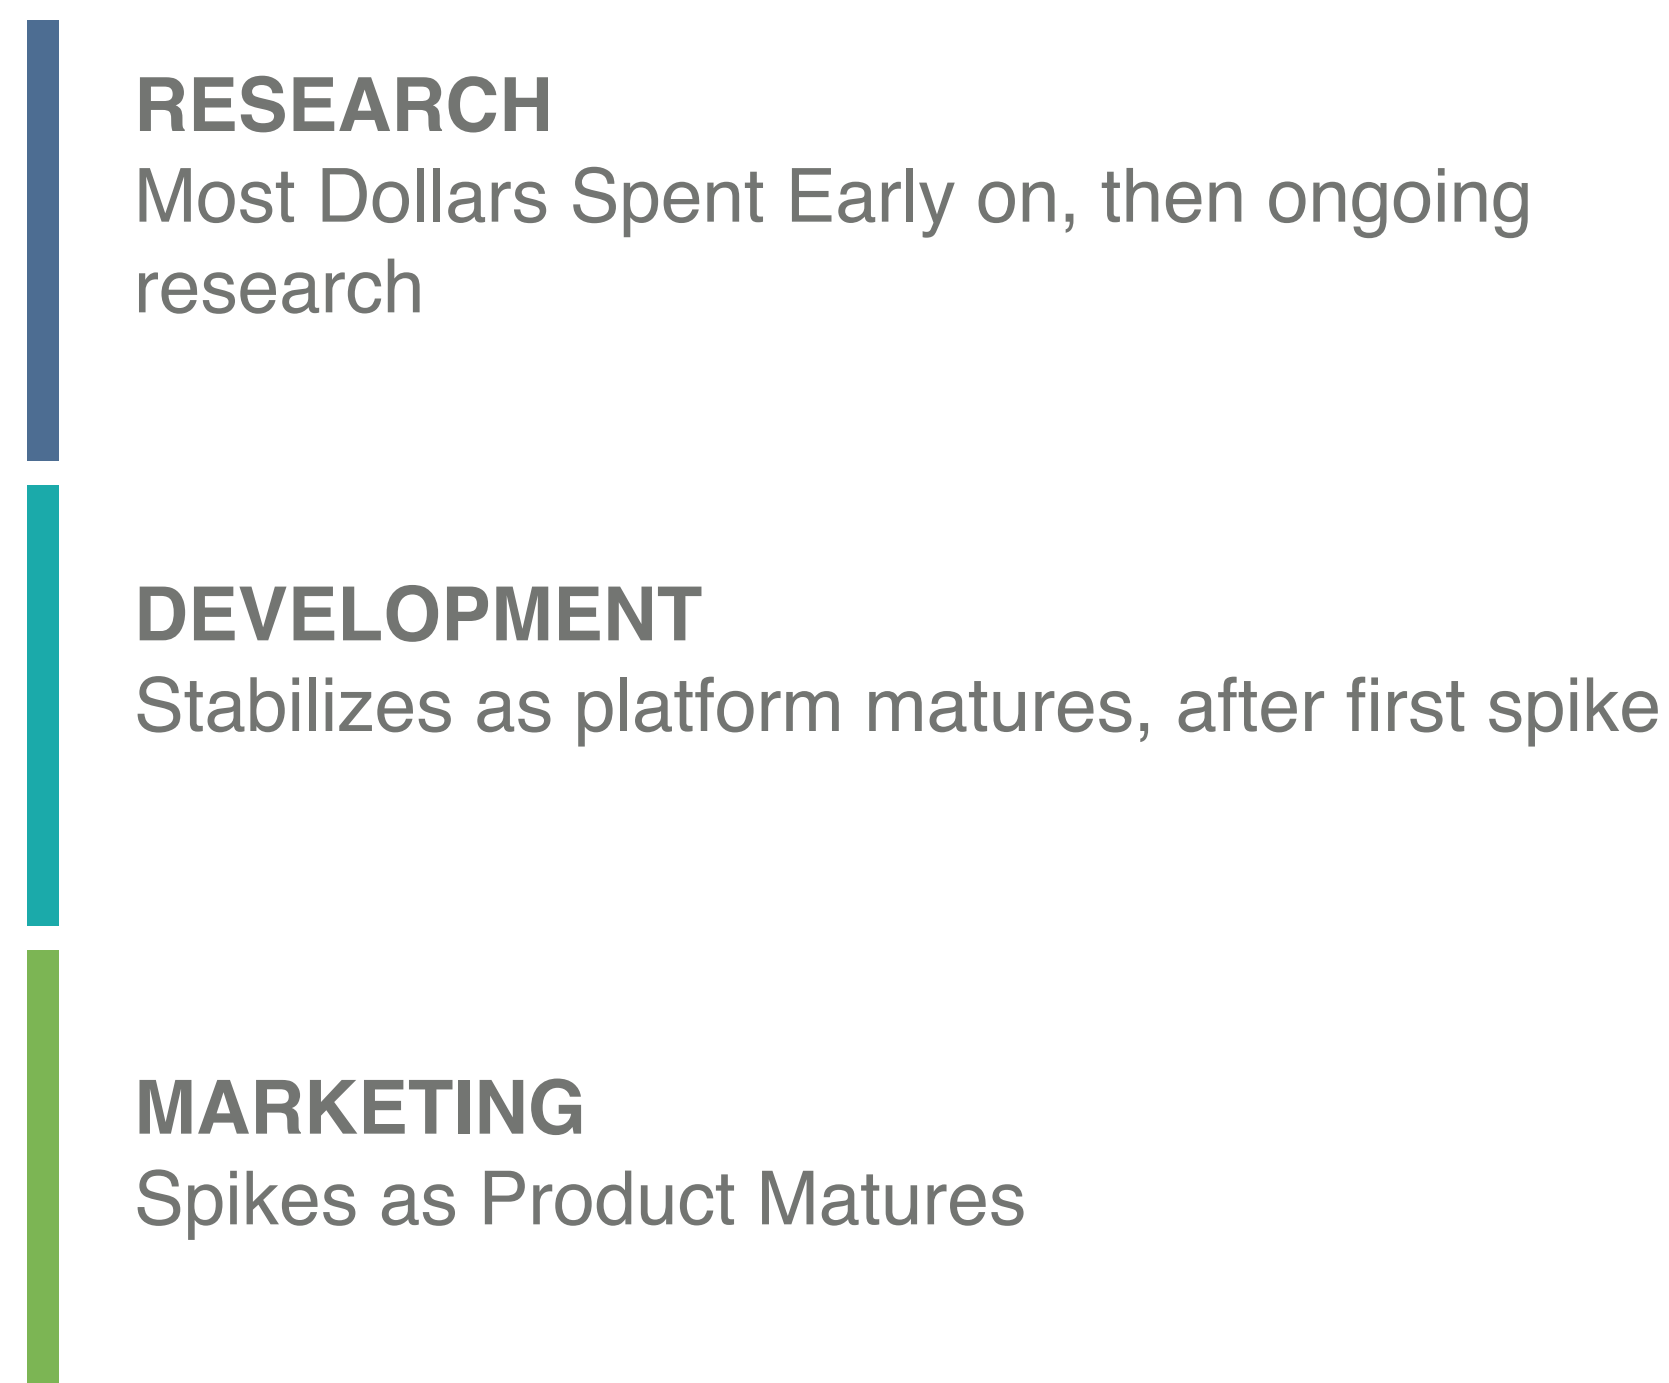 RESEARCH
Most Dollars Spent Early on, then ongoing
research
DEVELOPMENT
Stabilizes as platform matures, after first spike
MARKETING
Spikes as Product Matures